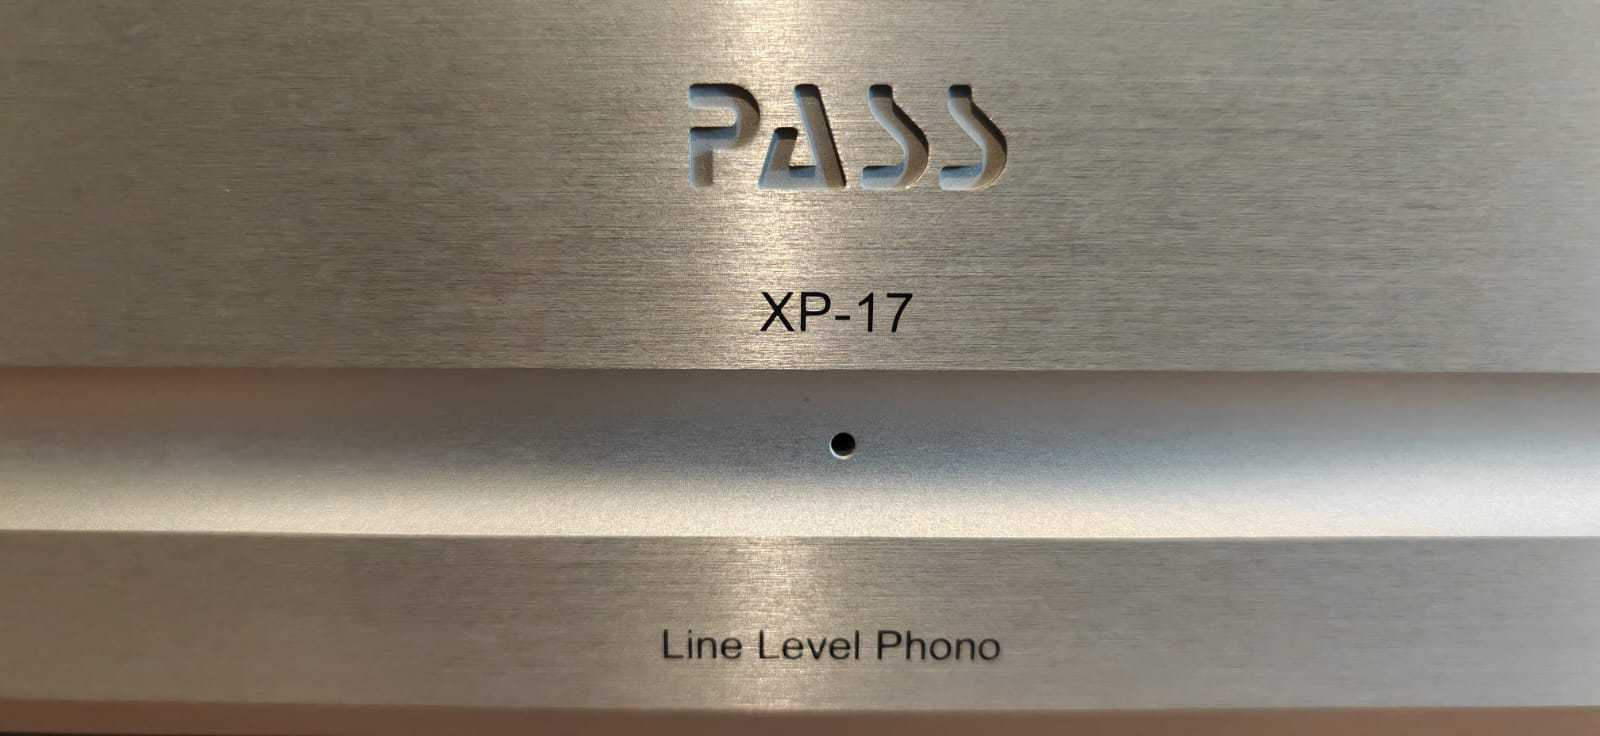 PASS
XP-17
Line Level Phono